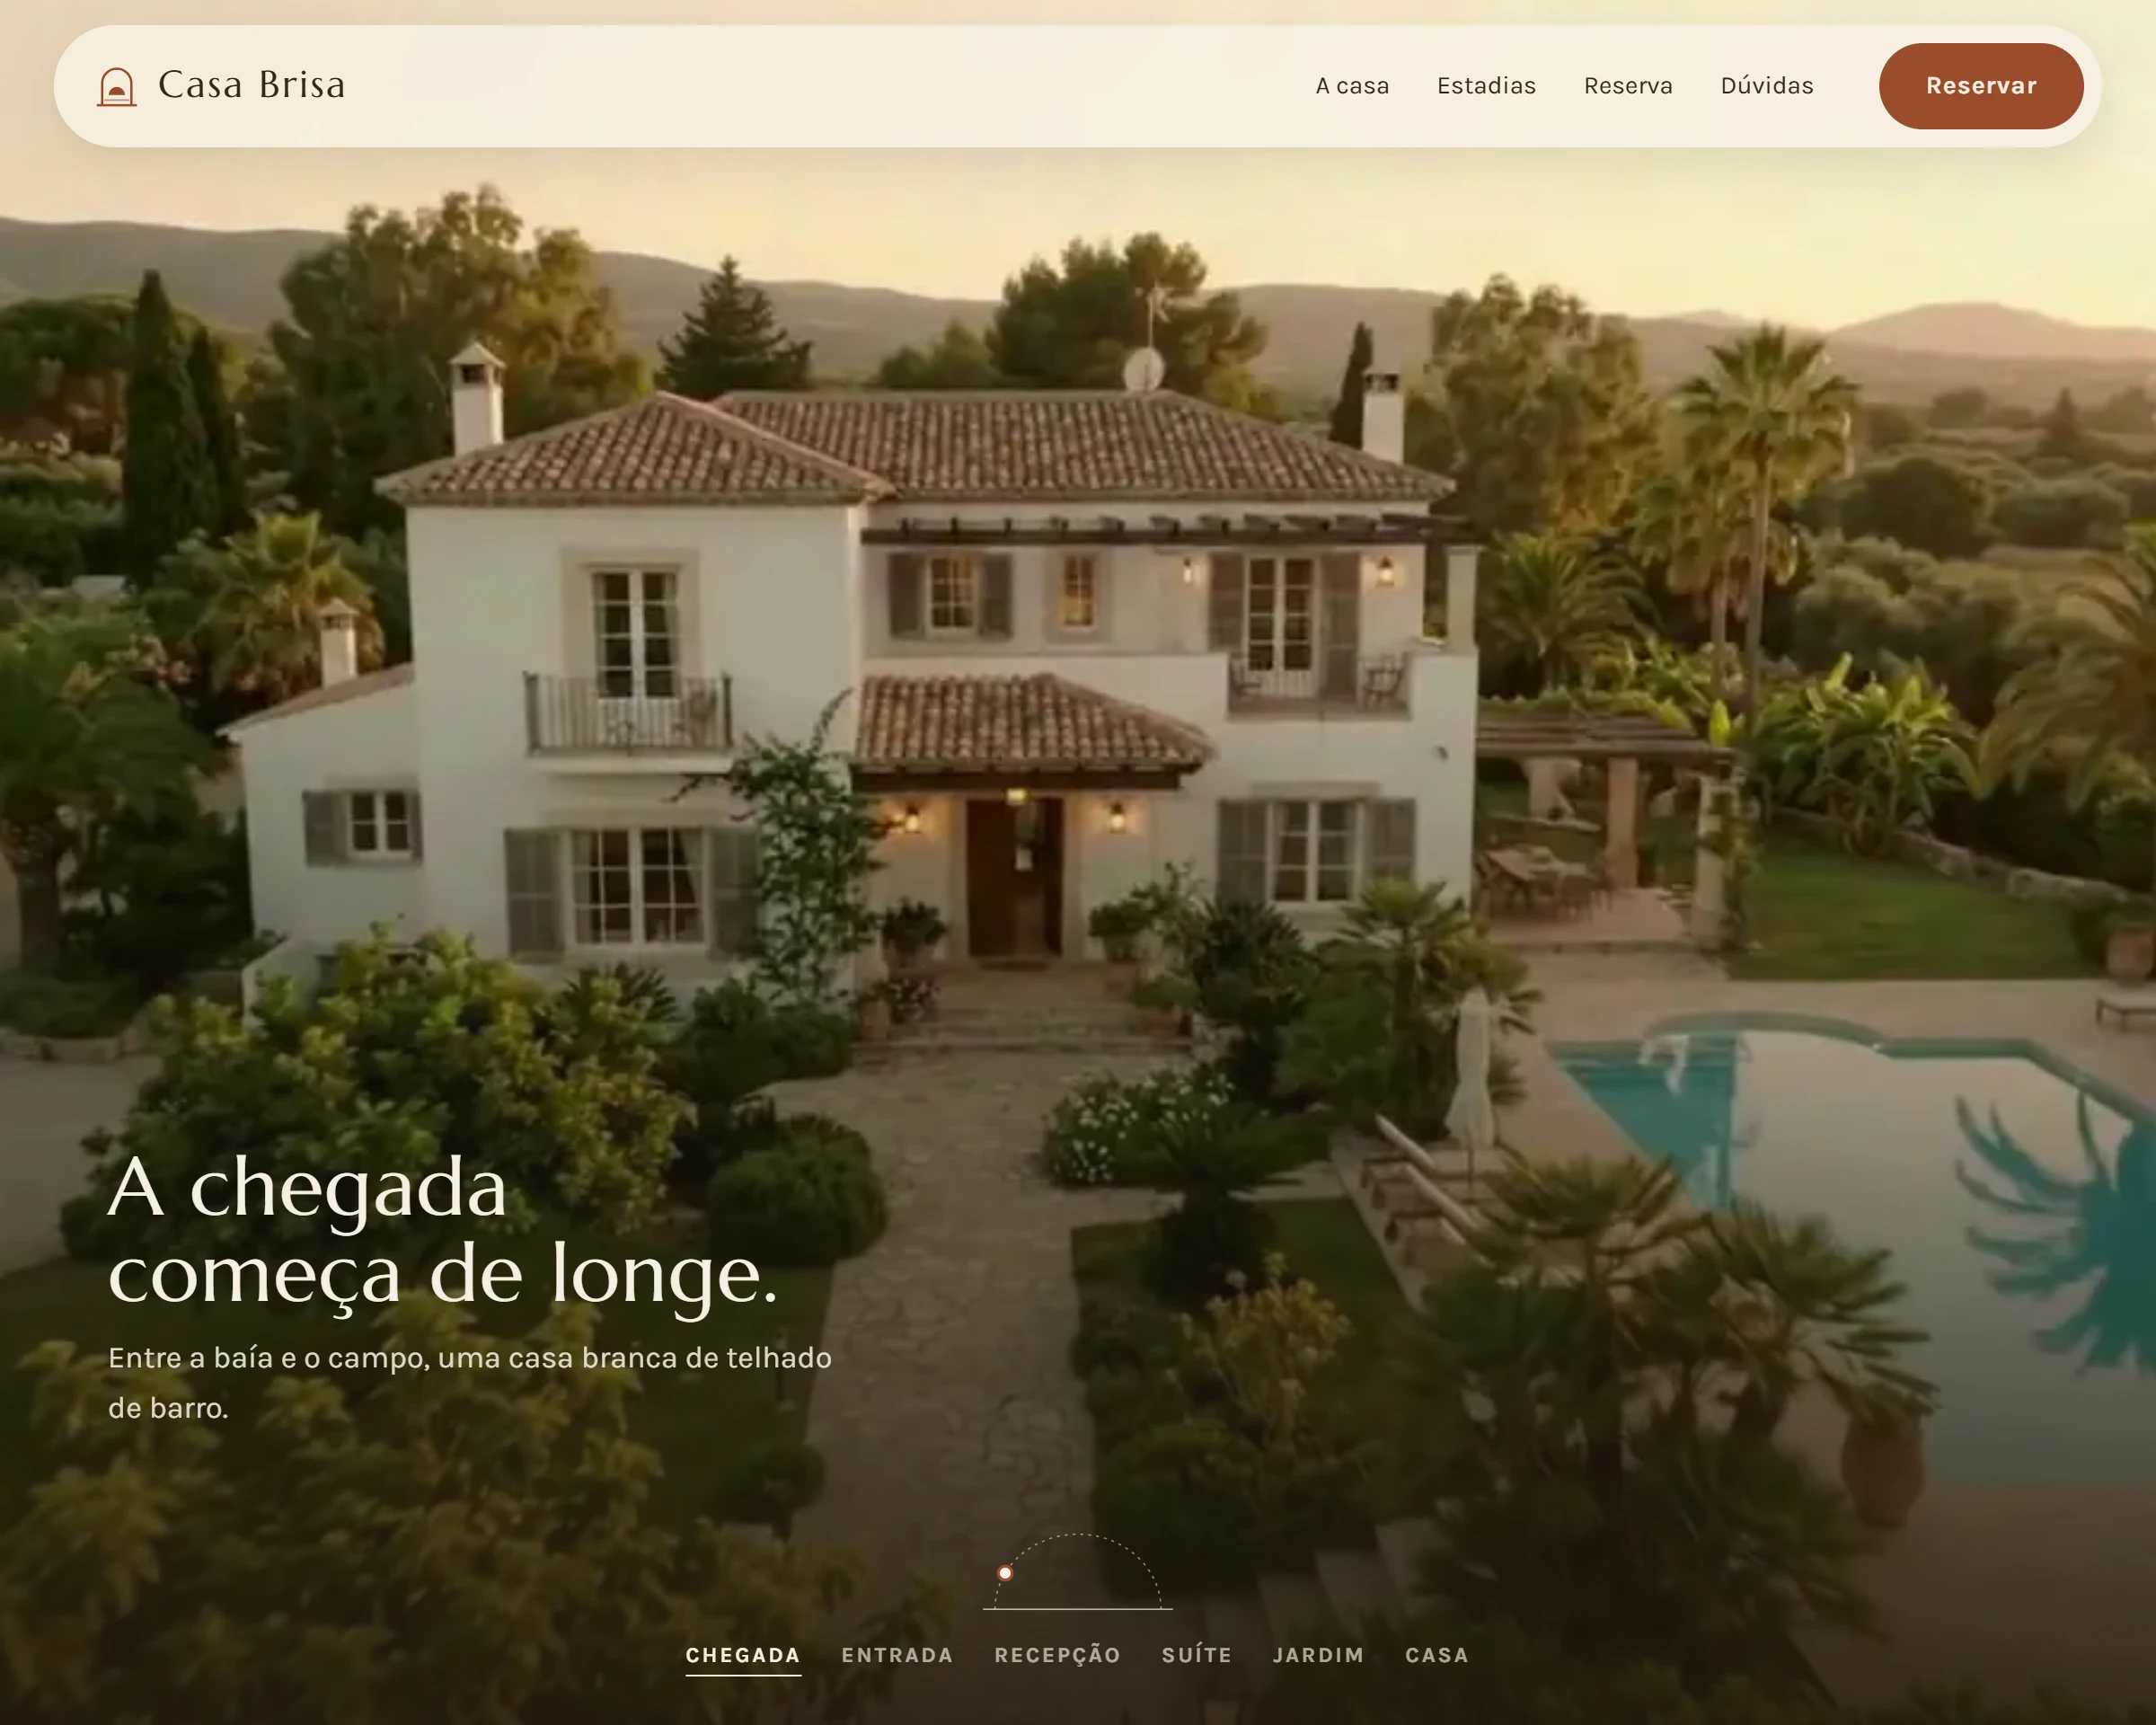 Casa Brisa
A casa
Estadias
Reserva
Dúvidas
Reservar
A chegada
começa de longe.
Entre a baía e o campo, uma casa branca de telhado
de barro.
CHEGADA
ENTRADA
RECEPÇÃO
SUÍTE
JARDIM
CASA